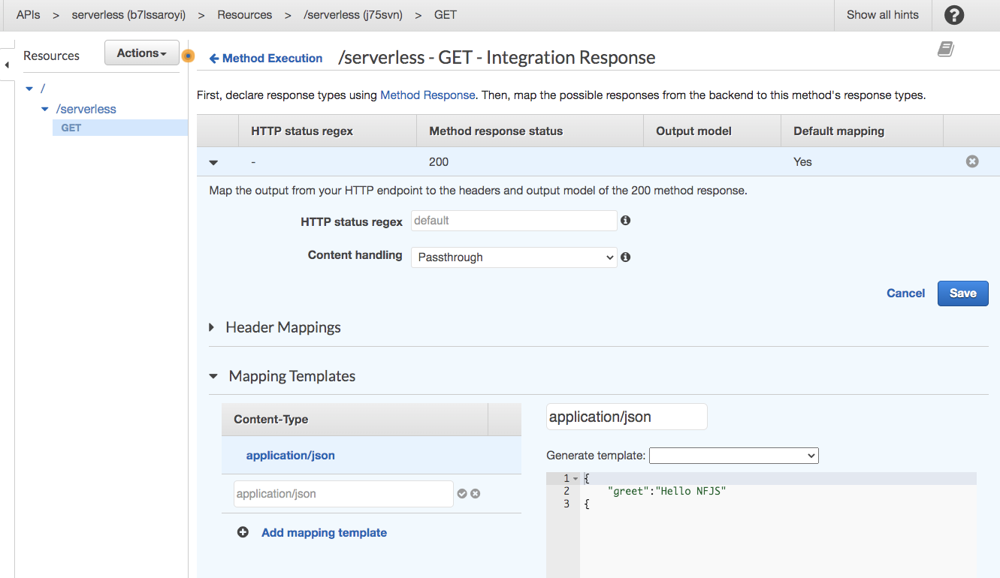 APIs > serverless (b7lssaroyi) > Resources > /serverless (j75svn) > GET Show all hints ?
Resources Actions
Method Execution /serverless - GET - Integration Response
/
/serverless
GET
First, declare response types using Method Response. Then, map the possible responses from the backend to this method's response types.
HTTP status regex Method response status Output model Default mapping
- 200 Yes
Map the output from your HTTP endpoint to the headers and output model of the 200 method response.
HTTP status regex default
Content handling Passthrough
Cancel Save
Header Mappings
Mapping Templates
Content-Type
application/json
application/json
Add mapping template
application/json
Generate template:
1 {
2 "greet":"Hello NFJS"
3 {